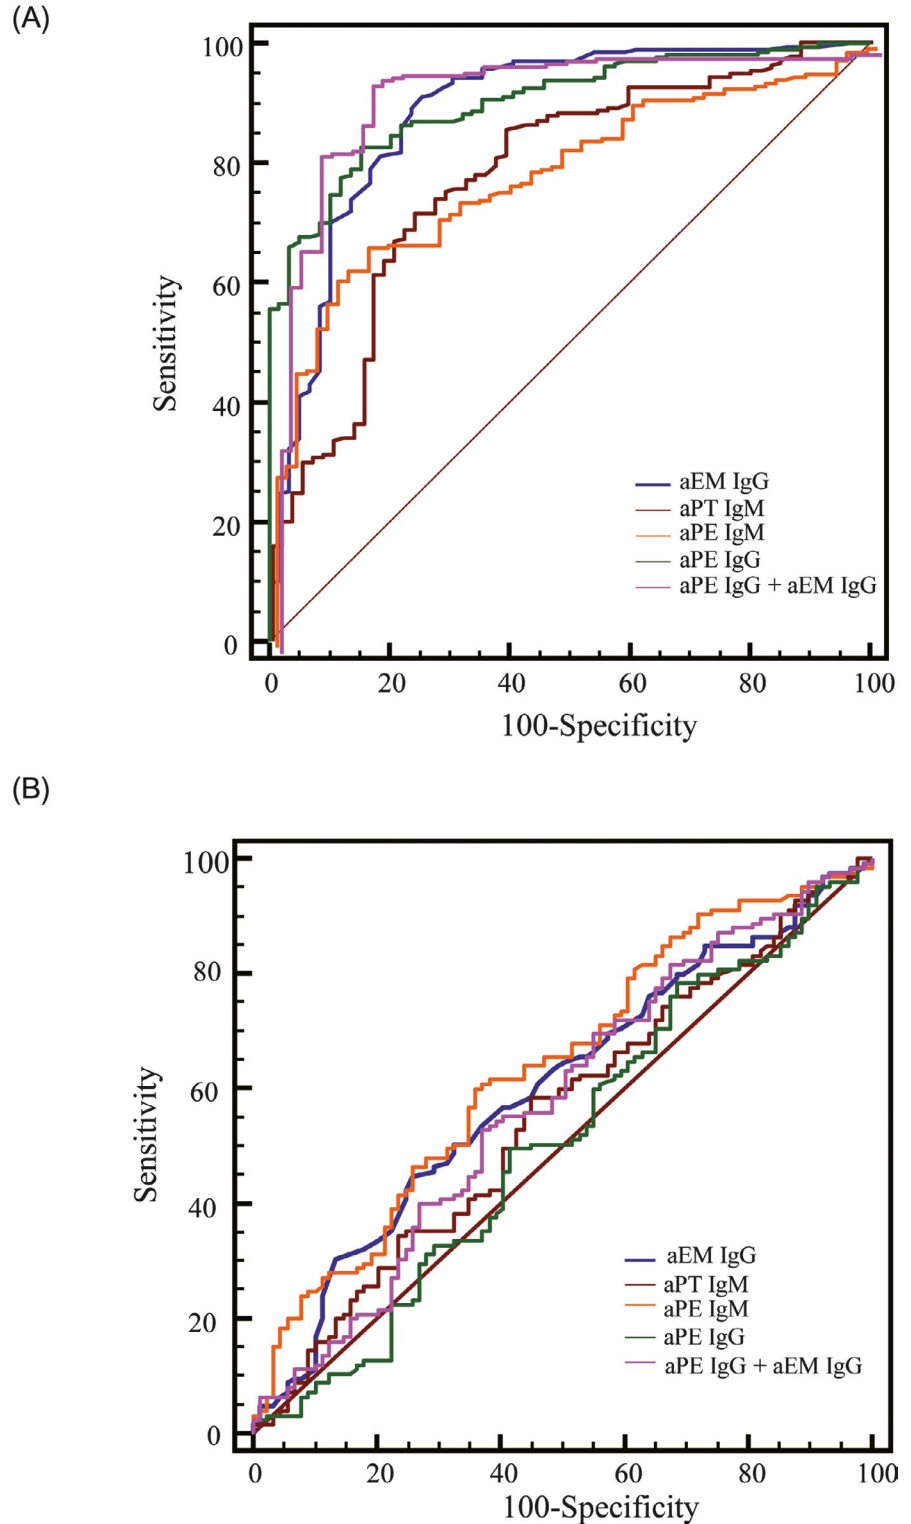 (A)
100
80
60
40
20
0
Sensitivity
aEM IgG
aPT IgM
aPE IgM
aPE IgG
aPE IgG + aEM IgG
0 20 40 60 80 100
100-Specificity
(B)
100
80
60
40
20
0
Sensitivity
aEM IgG
aPT IgM
aPE IgM
aPE IgG
aPE IgG + aEM IgG
0 20 40 60 80 100
100-Specificity